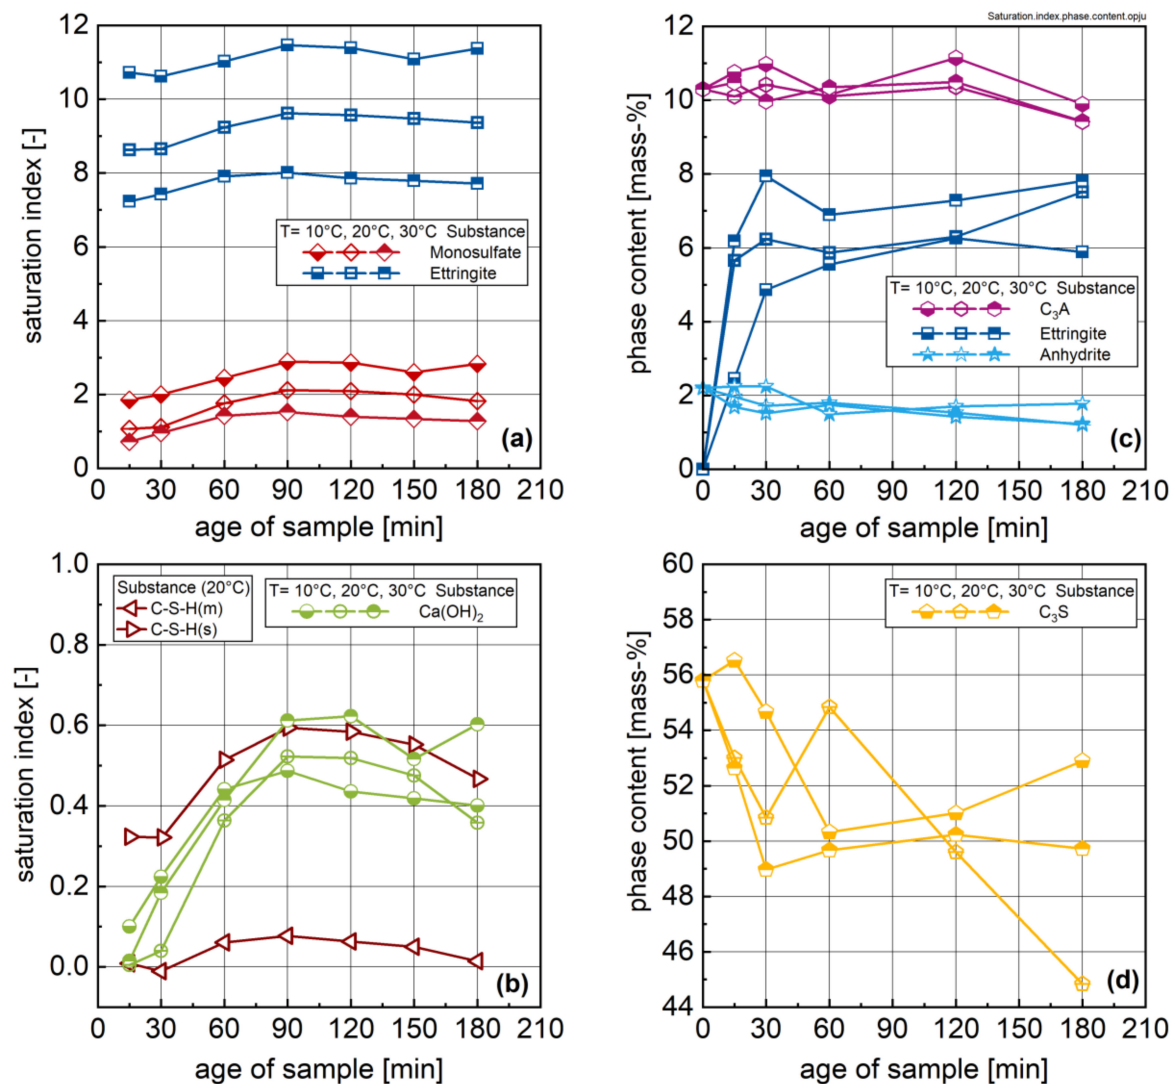 Saturation.index.phase.content.opju
12
10
8
6
4
2
0
saturation index [-]
T= 10°C, 20°C, 30°C Substance
Monosulfate
Ettringite
(a)
0 30 60 90 120 150 180 210
age of sample [min]
12
10
8
6
4
2
0
phase content [mass-%]
T= 10°C, 20°C, 30°C Substance
C₃A
Ettringite
Anhydrite
(c)
0 30 60 90 120 150 180 210
age of sample [min]
1.0
0.8
0.6
0.4
0.2
0.0
saturation index [-]
Substance (20°C)
C-S-H(m)
C-S-H(s)
T= 10°C, 20°C, 30°C Substance
Ca(OH)₂
(b)
0 30 60 90 120 150 180 210
age of sample [min]
60
58
56
54
52
50
48
46
44
phase content [mass-%]
T= 10°C, 20°C, 30°C Substance
C₃S
(d)
0 30 60 90 120 150 180 210
age of sample [min]